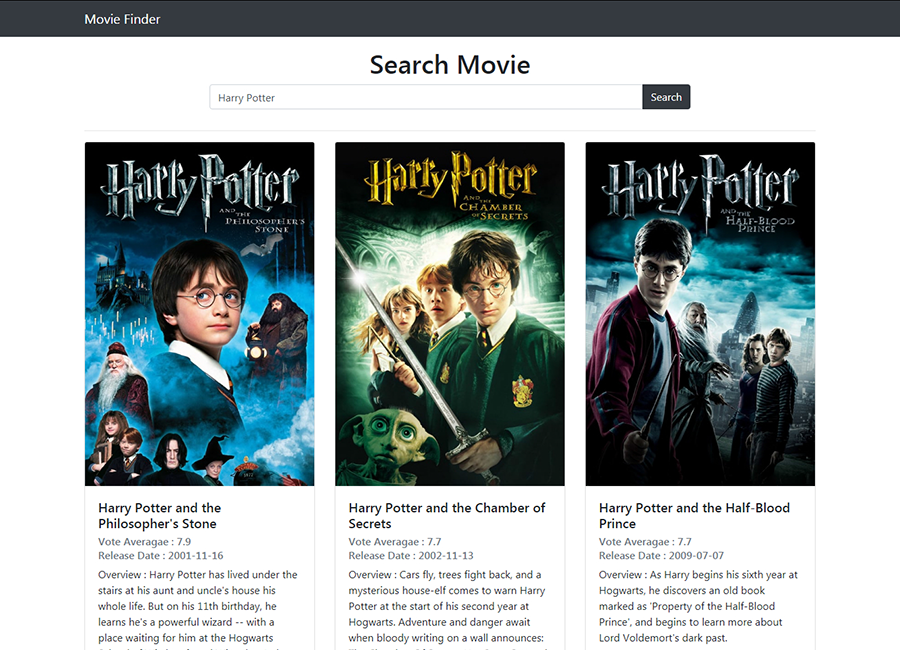 Movie Finder
Search Movie
Harry Potter
Search
Harry Potter
AND THE
PHILOSOPHER'S
STONE
Harry Potter
AND THE
CHAMBER
OF SECRETS
Harry Potter
AND THE
HALF-BLOOD
PRINCE
Harry Potter and the
Philosopher's Stone
Vote Averagae : 7.9
Release Date : 2001-11-16
Overview : Harry Potter has lived under the
stairs at his aunt and uncle's house his
whole life. But on his 11th birthday, he
learns he's a powerful wizard -- with a
place waiting for him at the Hogwarts
Harry Potter and the Chamber of
Secrets
Vote Averagae : 7.7
Release Date : 2002-11-13
Overview : Cars fly, trees fight back, and a
mysterious house-elf comes to warn Harry
Potter at the start of his second year at
Hogwarts. Adventure and danger await
when bloody writing on a wall announces:
Harry Potter and the Half-Blood
Prince
Vote Averagae : 7.7
Release Date : 2009-07-07
Overview : As Harry begins his sixth year at
Hogwarts, he discovers an old book
marked as 'Property of the Half-Blood
Prince', and begins to learn more about
Lord Voldemort's dark past.